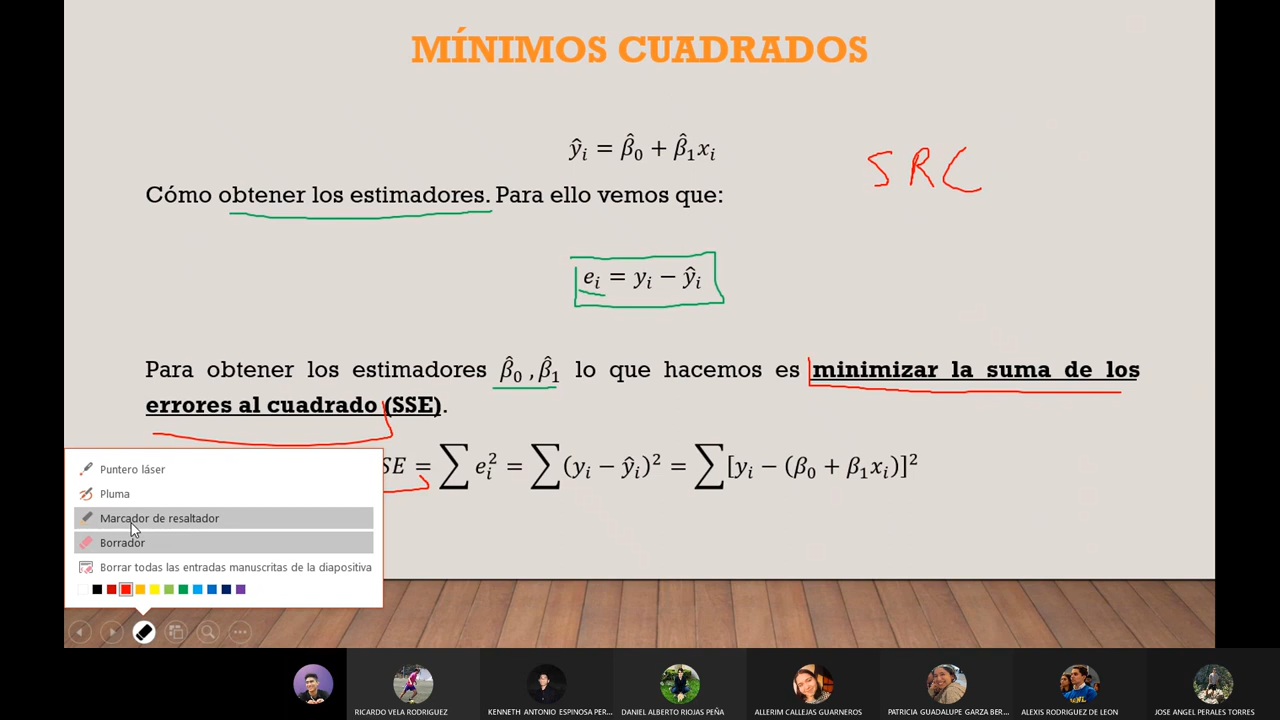 MÍNIMOS CUADRADOS
ŷᵢ = β̂₀ + β̂₁xᵢ
SRC
Cómo obtener los estimadores. Para ello vemos que:
eᵢ = yᵢ − ŷᵢ
Para obtener los estimadores β̂₀ , β̂₁ lo que hacemos es minimizar la suma de los
errores al cuadrado (SSE).
SE = ∑ eᵢ² = ∑(yᵢ − ŷᵢ)² = ∑[yᵢ − (β₀ + β₁xᵢ)]²
Puntero láser
Pluma
Marcador de resaltador
Borrador
Borrar todas las entradas manuscritas de la diapositiva
RICARDO VELA RODRIGUEZ
KENNETH ANTONIO ESPINOSA PER...
DANIEL ALBERTO RIOJAS PEÑA
ALLERIM CALLEJAS GUARNEROS
PATRICIA GUADALUPE GARZA BER...
ALEXIS RODRIGUEZ DE LEON
JOSE ANGEL PERALES TORRES